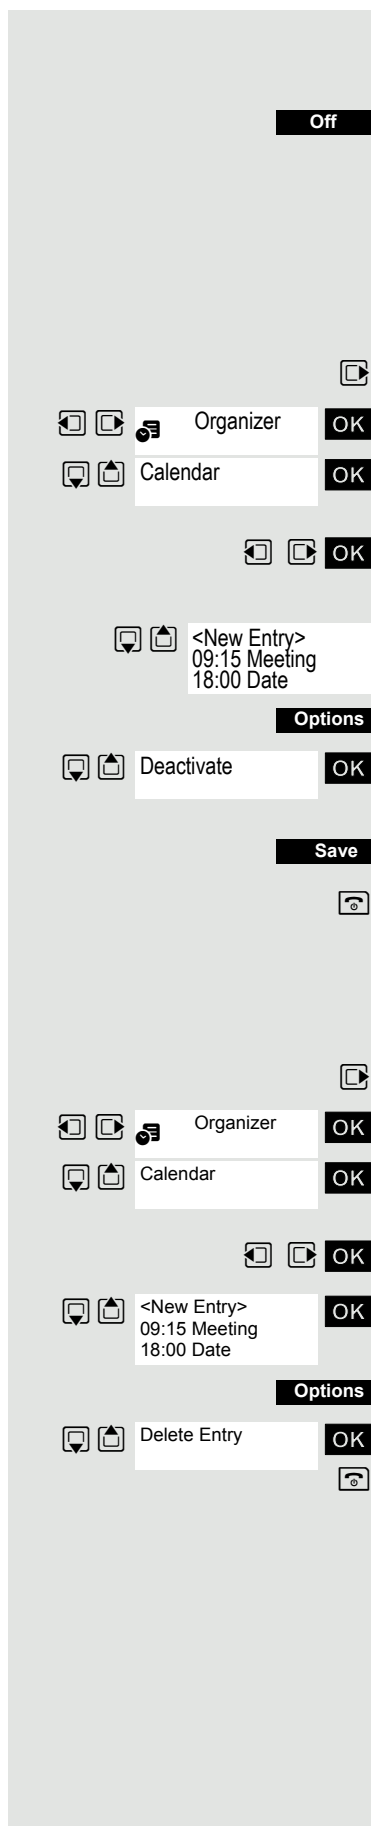 Off
Organizer OK
Calendar OK
OK
<New Entry>
09:15 Meeting
18:00 Date
Options
Deactivate OK
Save
Organizer OK
Calendar OK
OK
<New Entry> OK
09:15 Meeting
18:00 Date
Options
Delete Entry OK